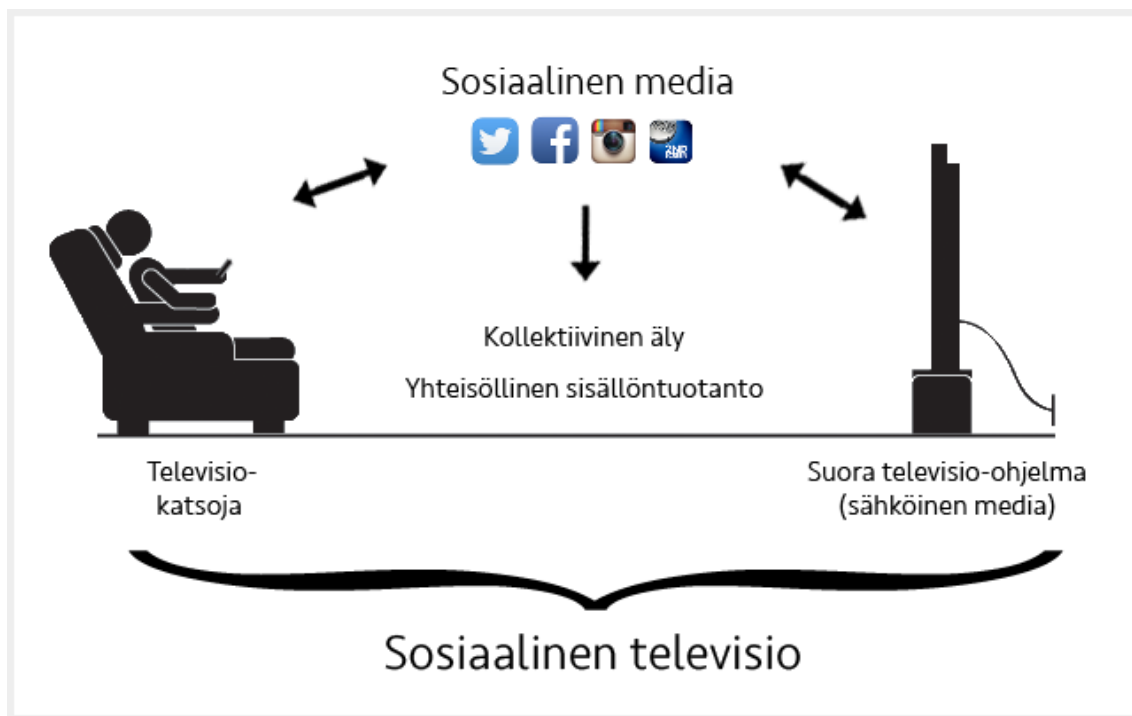 Sosiaalinen media
Kollektiivinen äly
Yhteisöllinen sisällöntuotanto
Televisio-
katsoja
Suora televisio-ohjelma
(sähköinen media)
Sosiaalinen televisio